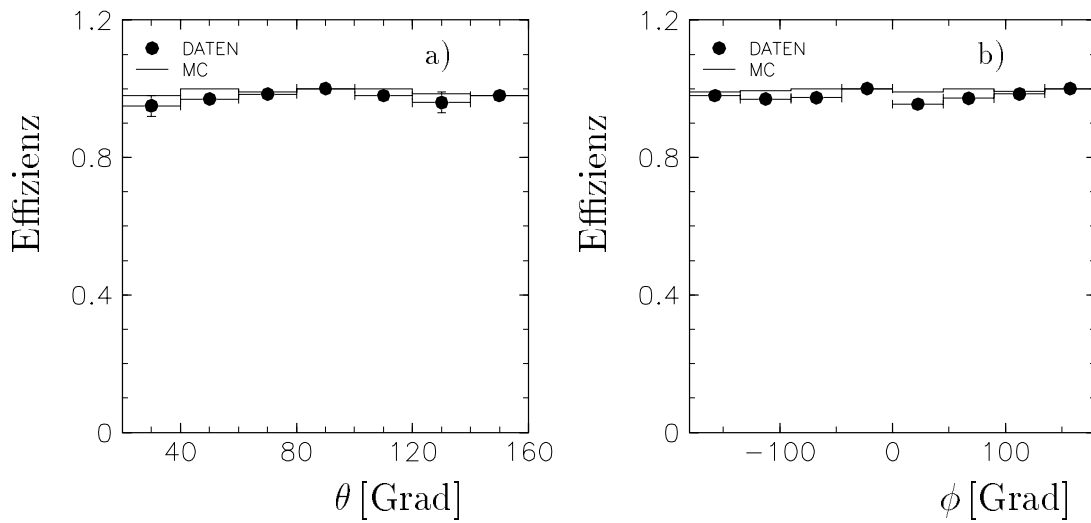 Effizienz
1.2
0.8
0.4
0
DATEN
MC
a)
40 80 120 160
θ [Grad]
Effizienz
1.2
0.8
0.4
0
DATEN
MC
b)
−100 0 100
ϕ [Grad]